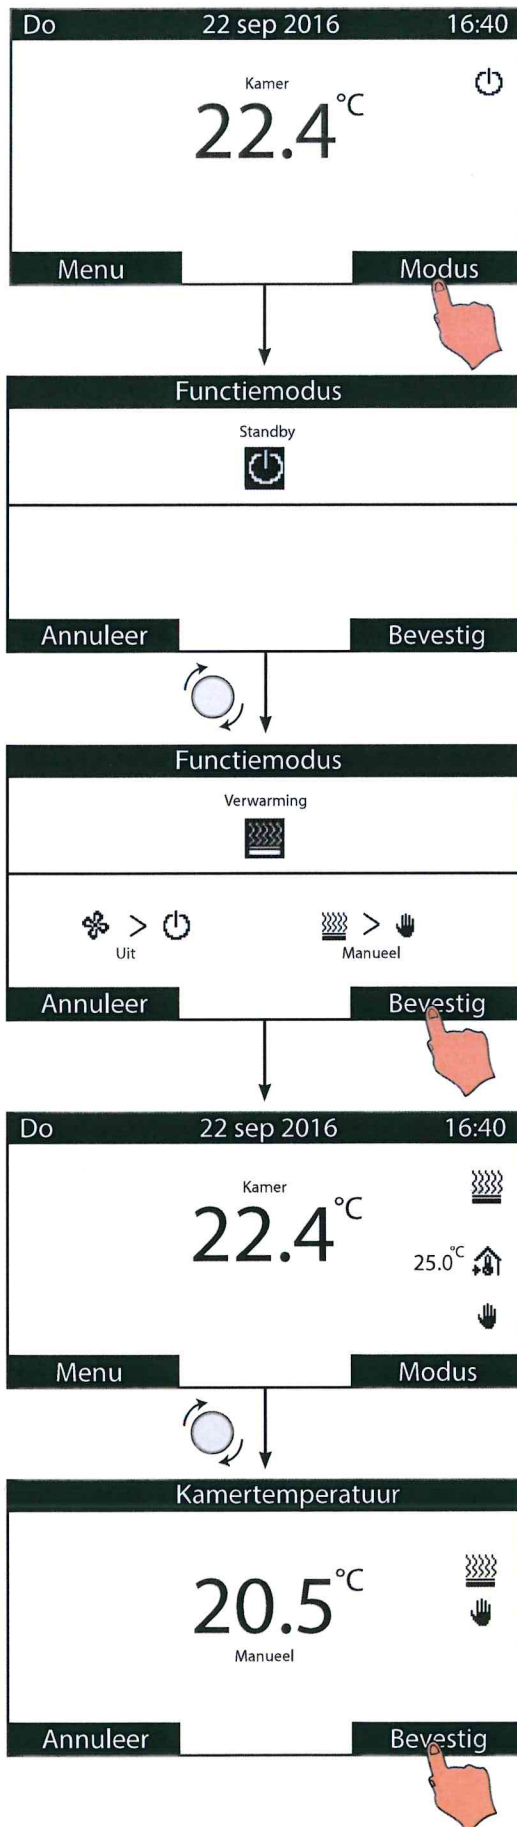 Do 22 sep 2016 16:40
Kamer
22.4°C
Menu Modus
Functiemodus
Standby
Annuleer Bevestig
Functiemodus
Verwarming
> >
Uit Manueel
Annuleer Bevestig
Do 22 sep 2016 16:40
Kamer
22.4°C
25.0°C
Menu Modus
Kamertemperatuur
20.5°C
Manueel
Annuleer Bevestig